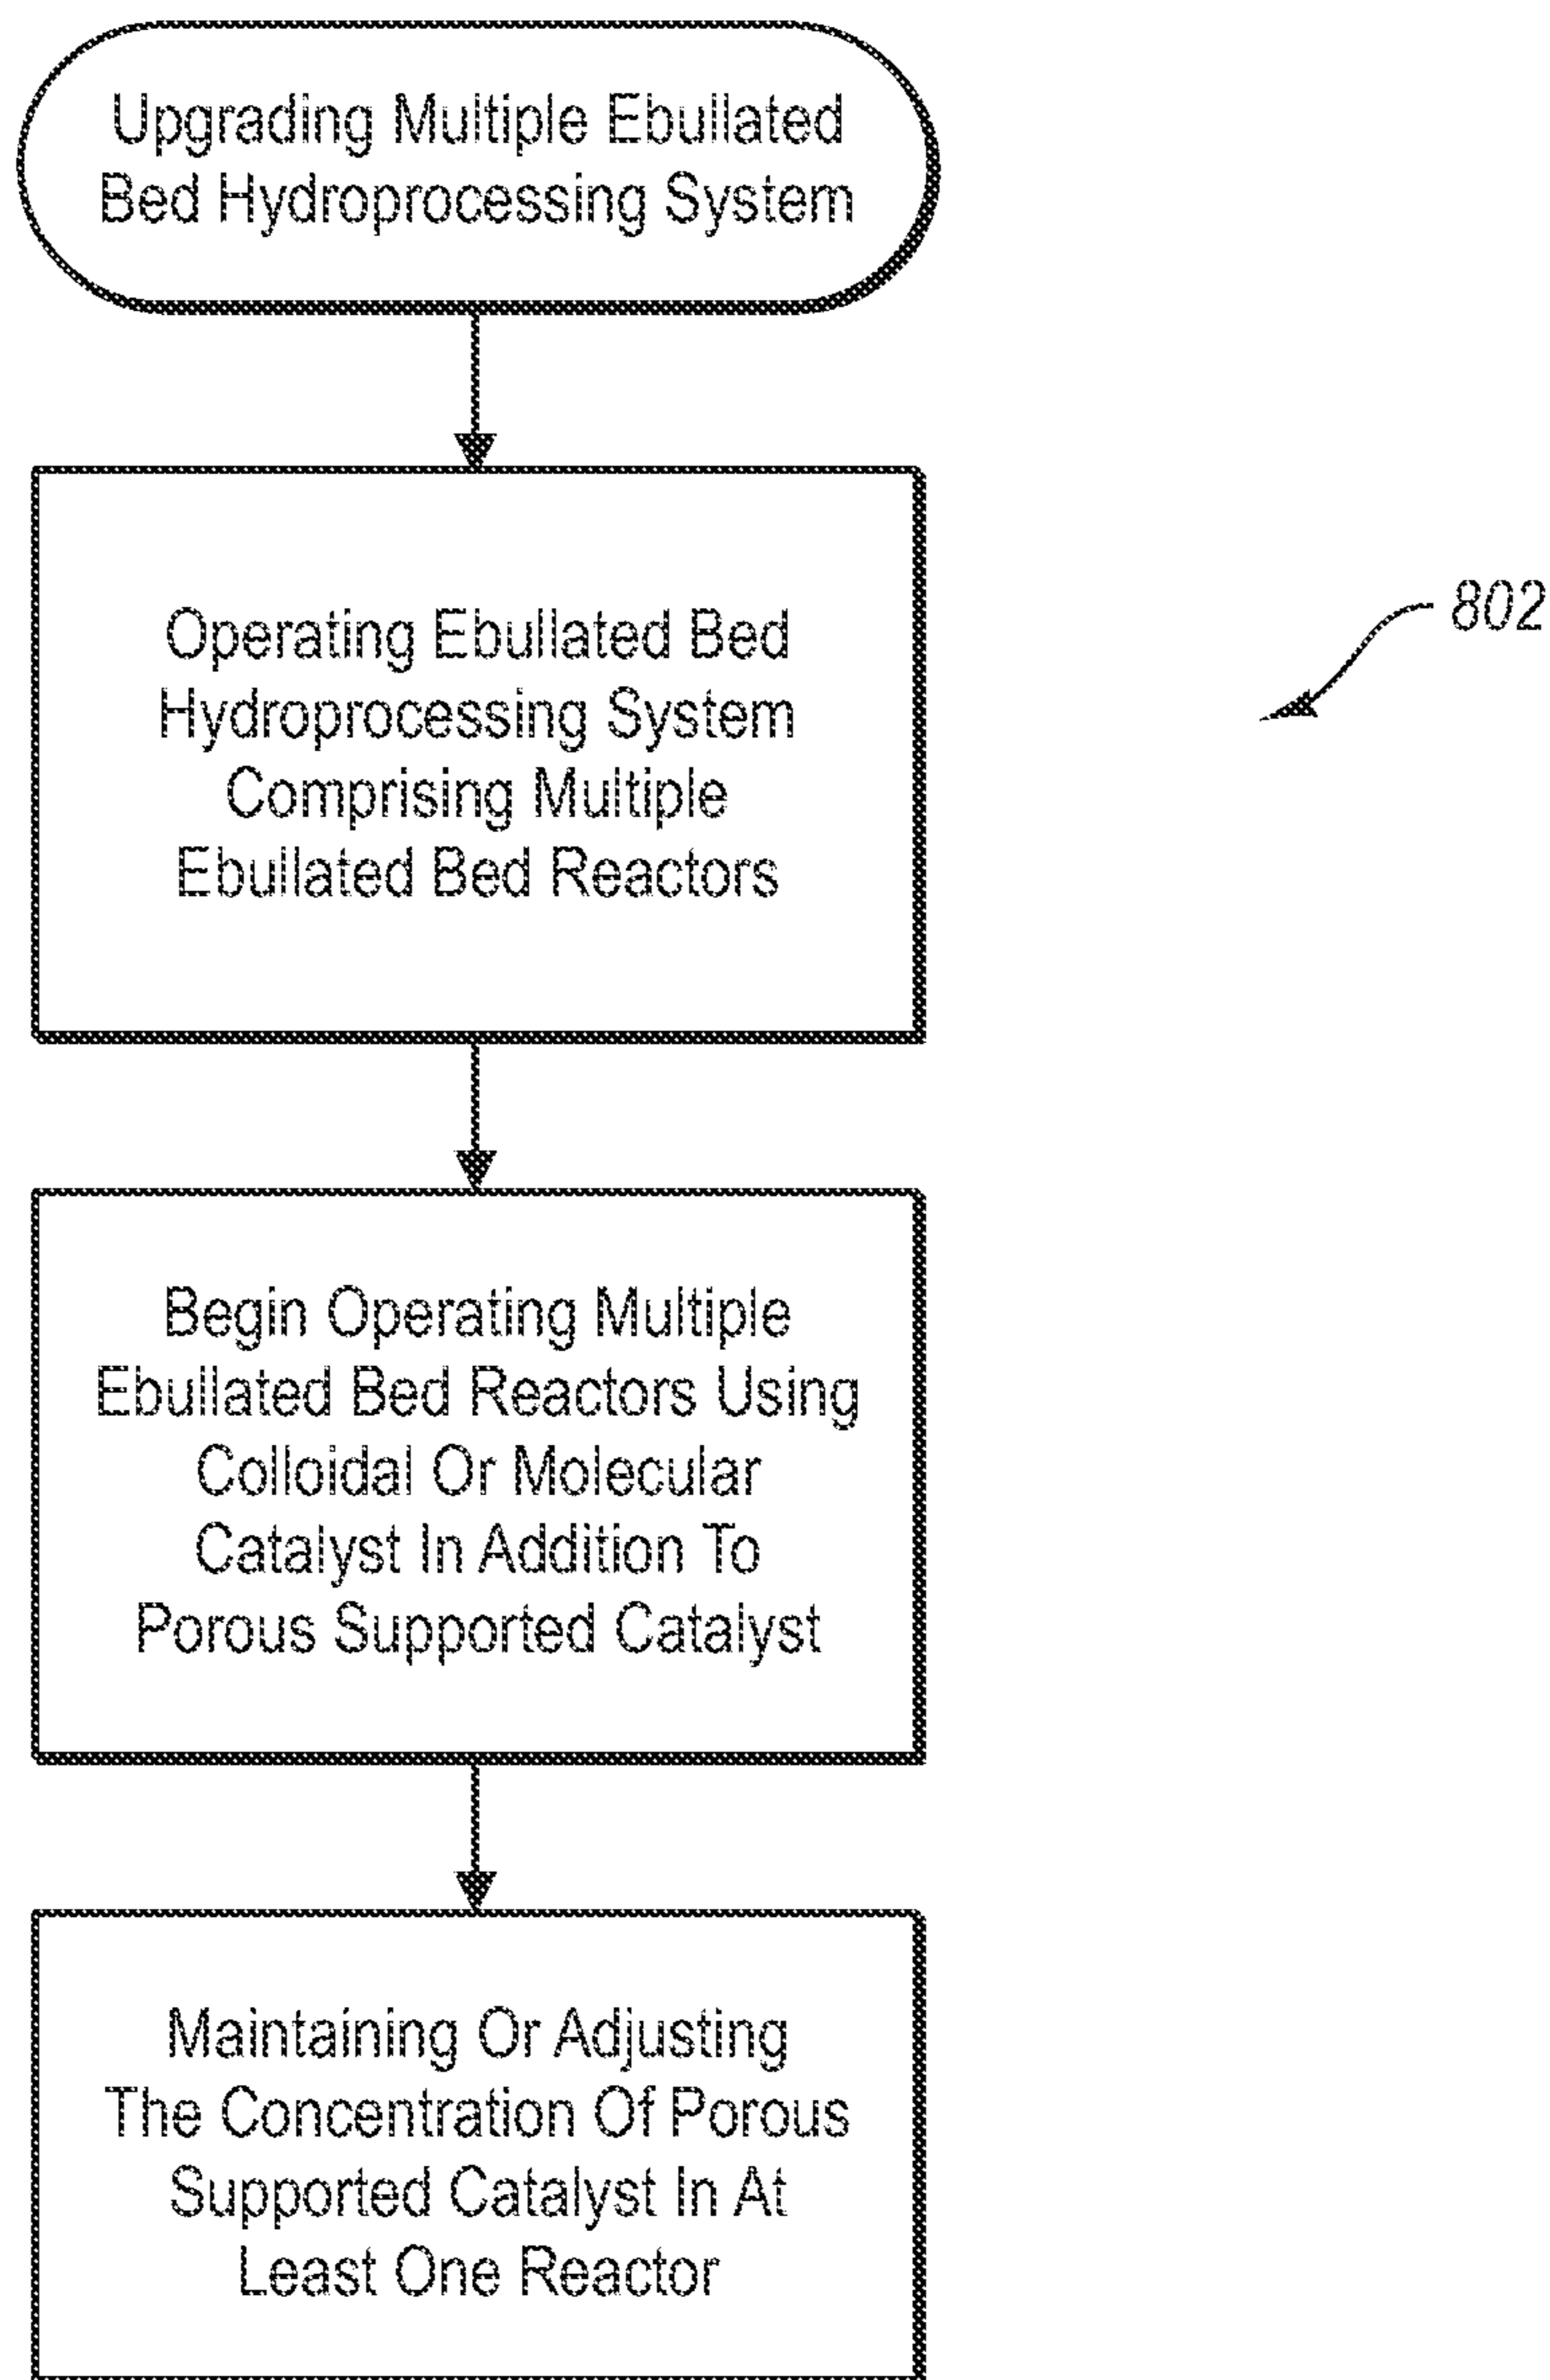 Upgrading Multiple Ebullated
Bed Hydroprocessing System
Operating Ebullated Bed
Hydroprocessing System
Comprising Multiple
Ebullated Bed Reactors
802
Begin Operating Multiple
Ebullated Bed Reactors Using
Colloidal Or Molecular
Catalyst In Addition To
Porous Supported Catalyst
Maintaining Or Adjusting
The Concentration Of Porous
Supported Catalyst In At
Least One Reactor